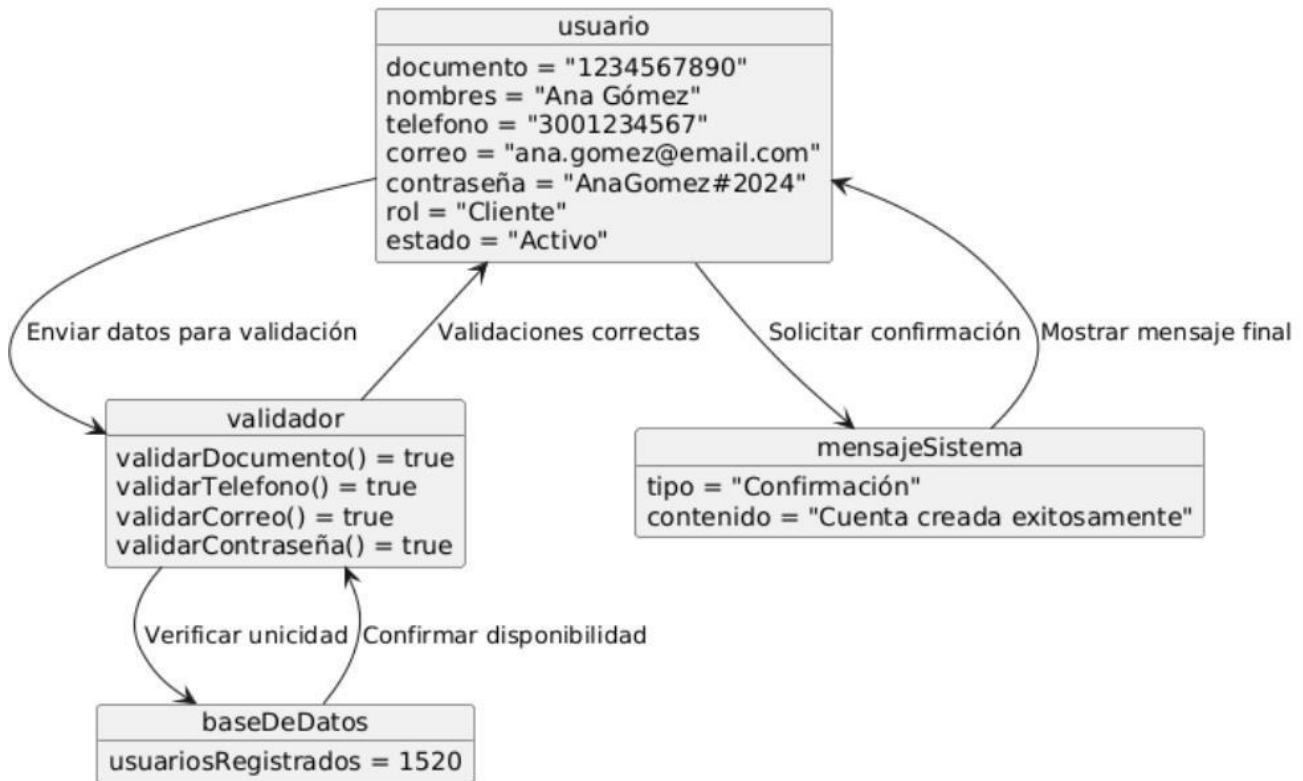 usuario
documento = "1234567890"
nombres = "Ana Gómez"
telefono = "3001234567"
correo = "ana.gomez@email.com"
contraseña = "AnaGomez#2024"
rol = "Cliente"
estado = "Activo"
Enviar datos para validación
Validaciones correctas
Solicitar confirmación
Mostrar mensaje final
validador
validarDocumento() = true
validarTelefono() = true
validarCorreo() = true
validarContraseña() = true
mensajeSistema
tipo = "Confirmación"
contenido = "Cuenta creada exitosamente"
Verificar unicidad
Confirmar disponibilidad
baseDeDatos
usuariosRegistrados = 1520